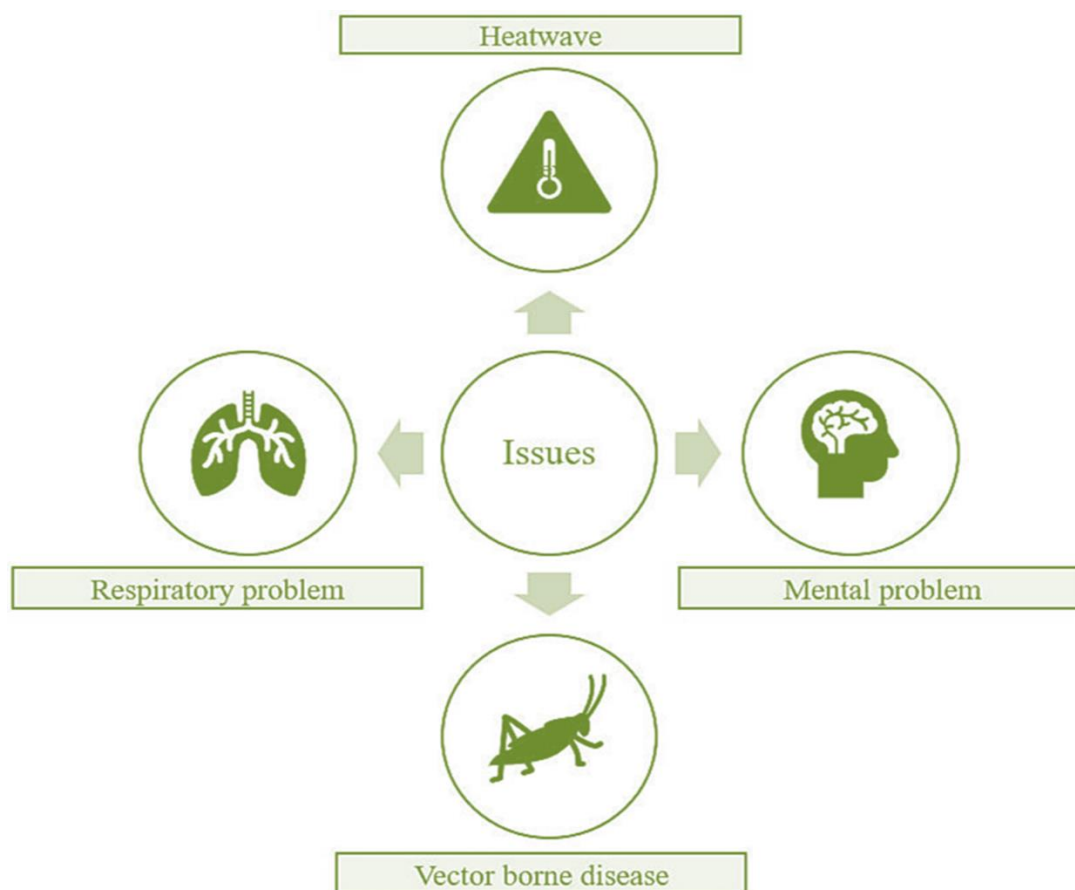 Heatwave
Issues
Respiratory problem
Mental problem
Vector borne disease